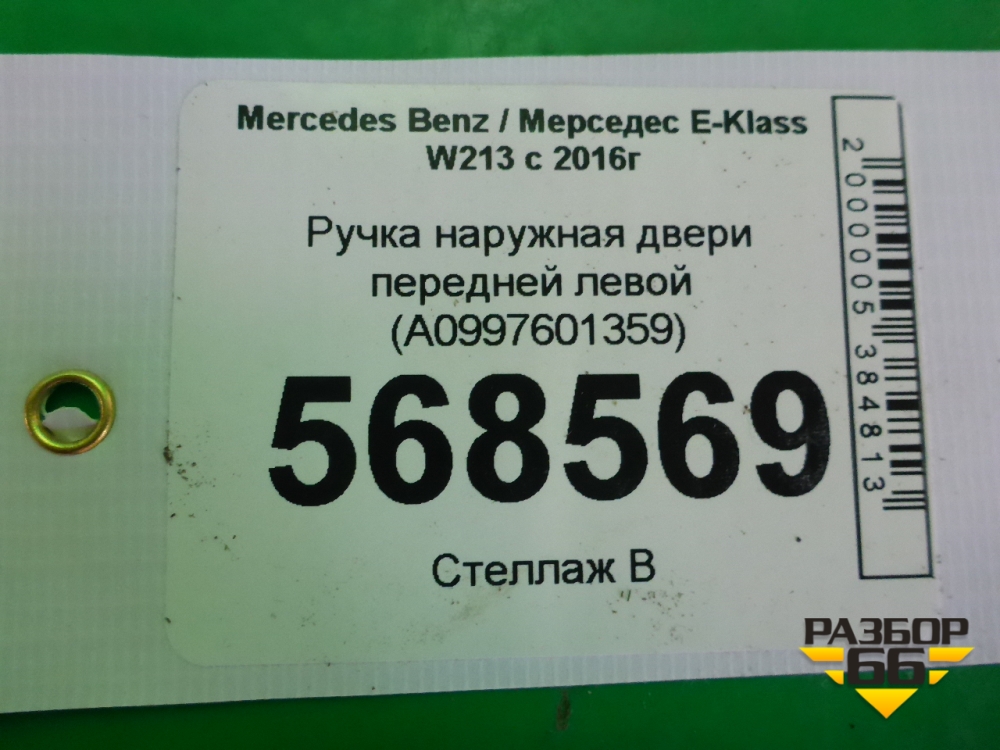 Mercedes Benz / Мерседес E-Klass
W213 с 2016г
Ручка наружная двери
передней левой
(A0997601359)
568569
Стеллаж В
2000005384813
РАЗБОР
66